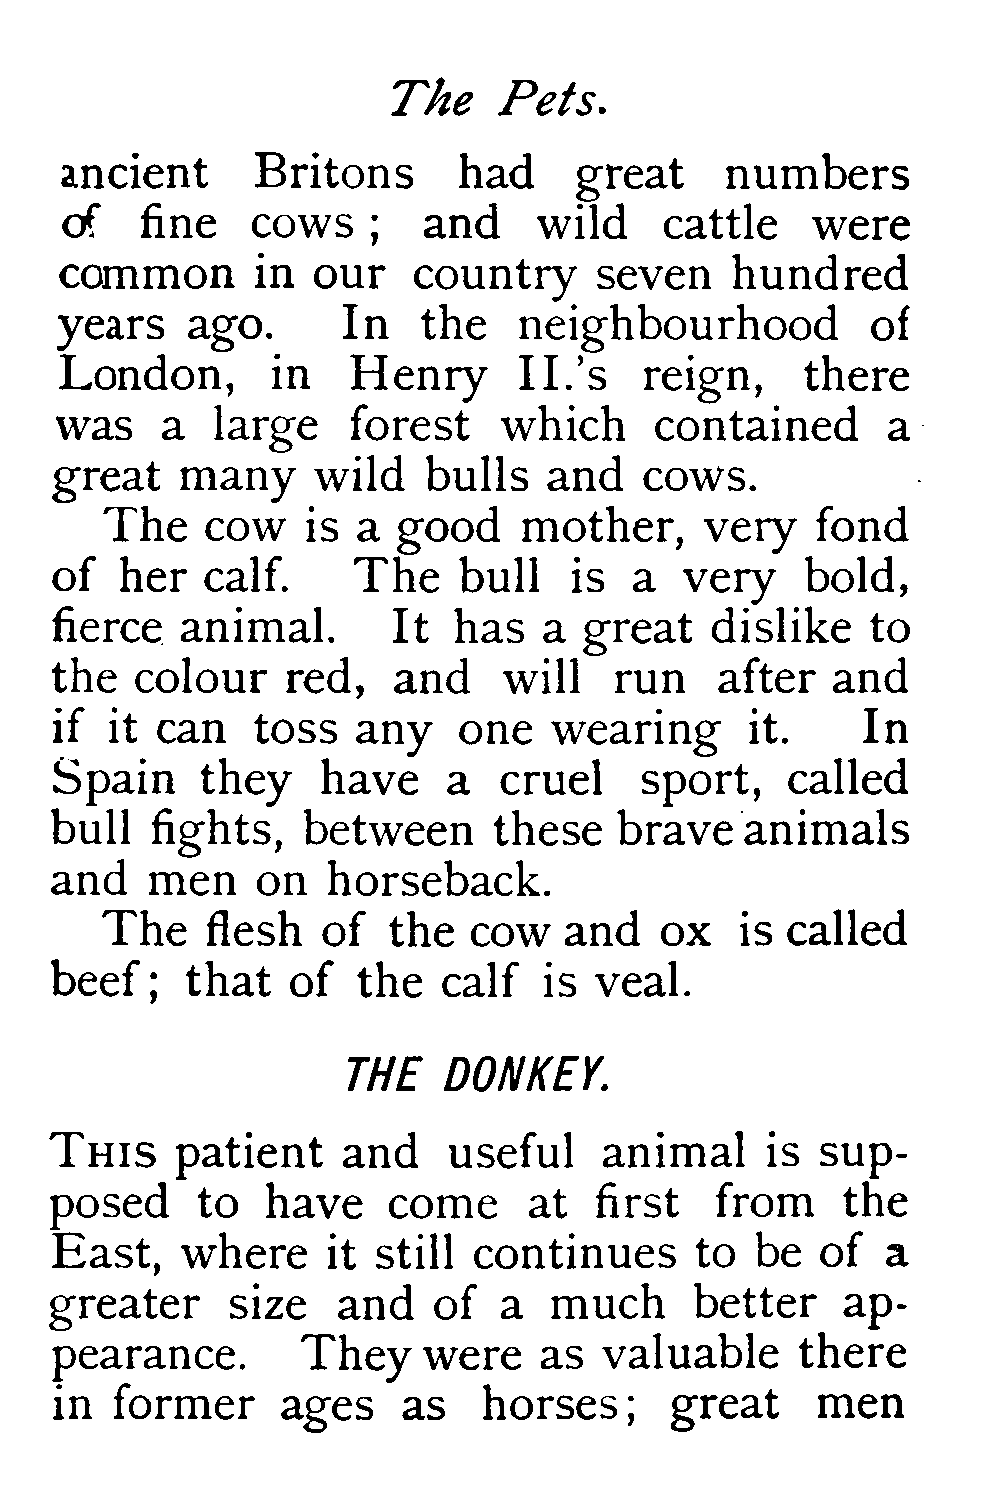 The Pets.
ancient Britons had great numbers
of fine cows ; and wild cattle were
common in our country seven hundred
years ago. In the neighbourhood of
London, in Henry II.'s reign, there
was a large forest which contained a
great many wild bulls and cows.
The cow is a good mother, very fond
of her calf. The bull is a very bold,
fierce animal. It has a great dislike to
the colour red, and will run after and
if it can toss any one wearing it. In
Spain they have a cruel sport, called
bull fights, between these brave animals
and men on horseback.
The flesh of the cow and ox is called
beef ; that of the calf is veal.
THE DONKEY.
THIS patient and useful animal is sup-
posed to have come at first from the
East, where it still continues to be of a
greater size and of a much better ap-
pearance. They were as valuable there
in former ages as horses ; great men